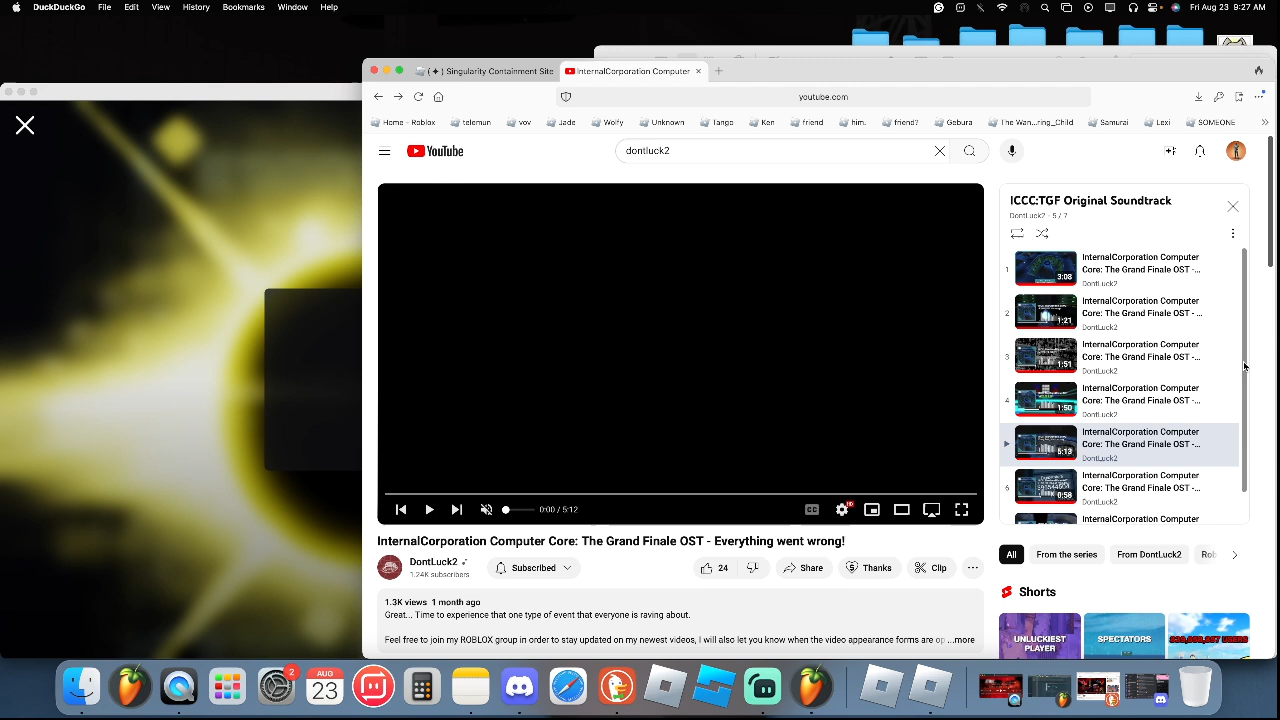 DuckDuckGo File Edit View History Bookmarks Window Help Fri Aug 23 9:27 AM
( ✦ ) Singularity Containment Site InternalCorporation Computer
youtube.com
Home - Roblox telemun vov Jade Wolfy Unknown Tango Ken friend him. friend? Gebura The Wan...ring_Child Samurai Lexi SOMEONE
YouTube dontluck2
ICCC:TGF Original Soundtrack
DontLuck2 - 5 / 7
InternalCorporation Computer
1 Core: The Grand Finale OST -...
3:08
DontLuck2
InternalCorporation Computer
2 Core: The Grand Finale OST - ...
1:21
DontLuck2
InternalCorporation Computer
3 Core: The Grand Finale OST -...
1:51
DontLuck2
InternalCorporation Computer
4 Core: The Grand Finale OST -...
1:50
DontLuck2
InternalCorporation Computer
Core: The Grand Finale OST -...
5:13
DontLuck2
InternalCorporation Computer
6 Core: The Grand Finale OST -...
0:58
DontLuck2
InternalCorporation Computer
0:00 / 5:12 CC HD
InternalCorporation Computer Core: The Grand Finale OST - Everything went wrong!
DontLuck2
1.24K subscribers
Subscribed 24 Share Thanks Clip
All From the series From DontLuck2 Rob
1.3K views 1 month ago
Great... Time to experience that one type of event that everyone is raving about.
Feel free to join my ROBLOX group in order to stay updated on my newest videos, I will also let you know when the video appearance forms are op ...more
Shorts
UNLUCKIEST
PLAYER
SPECTATORS
2
AUG
23